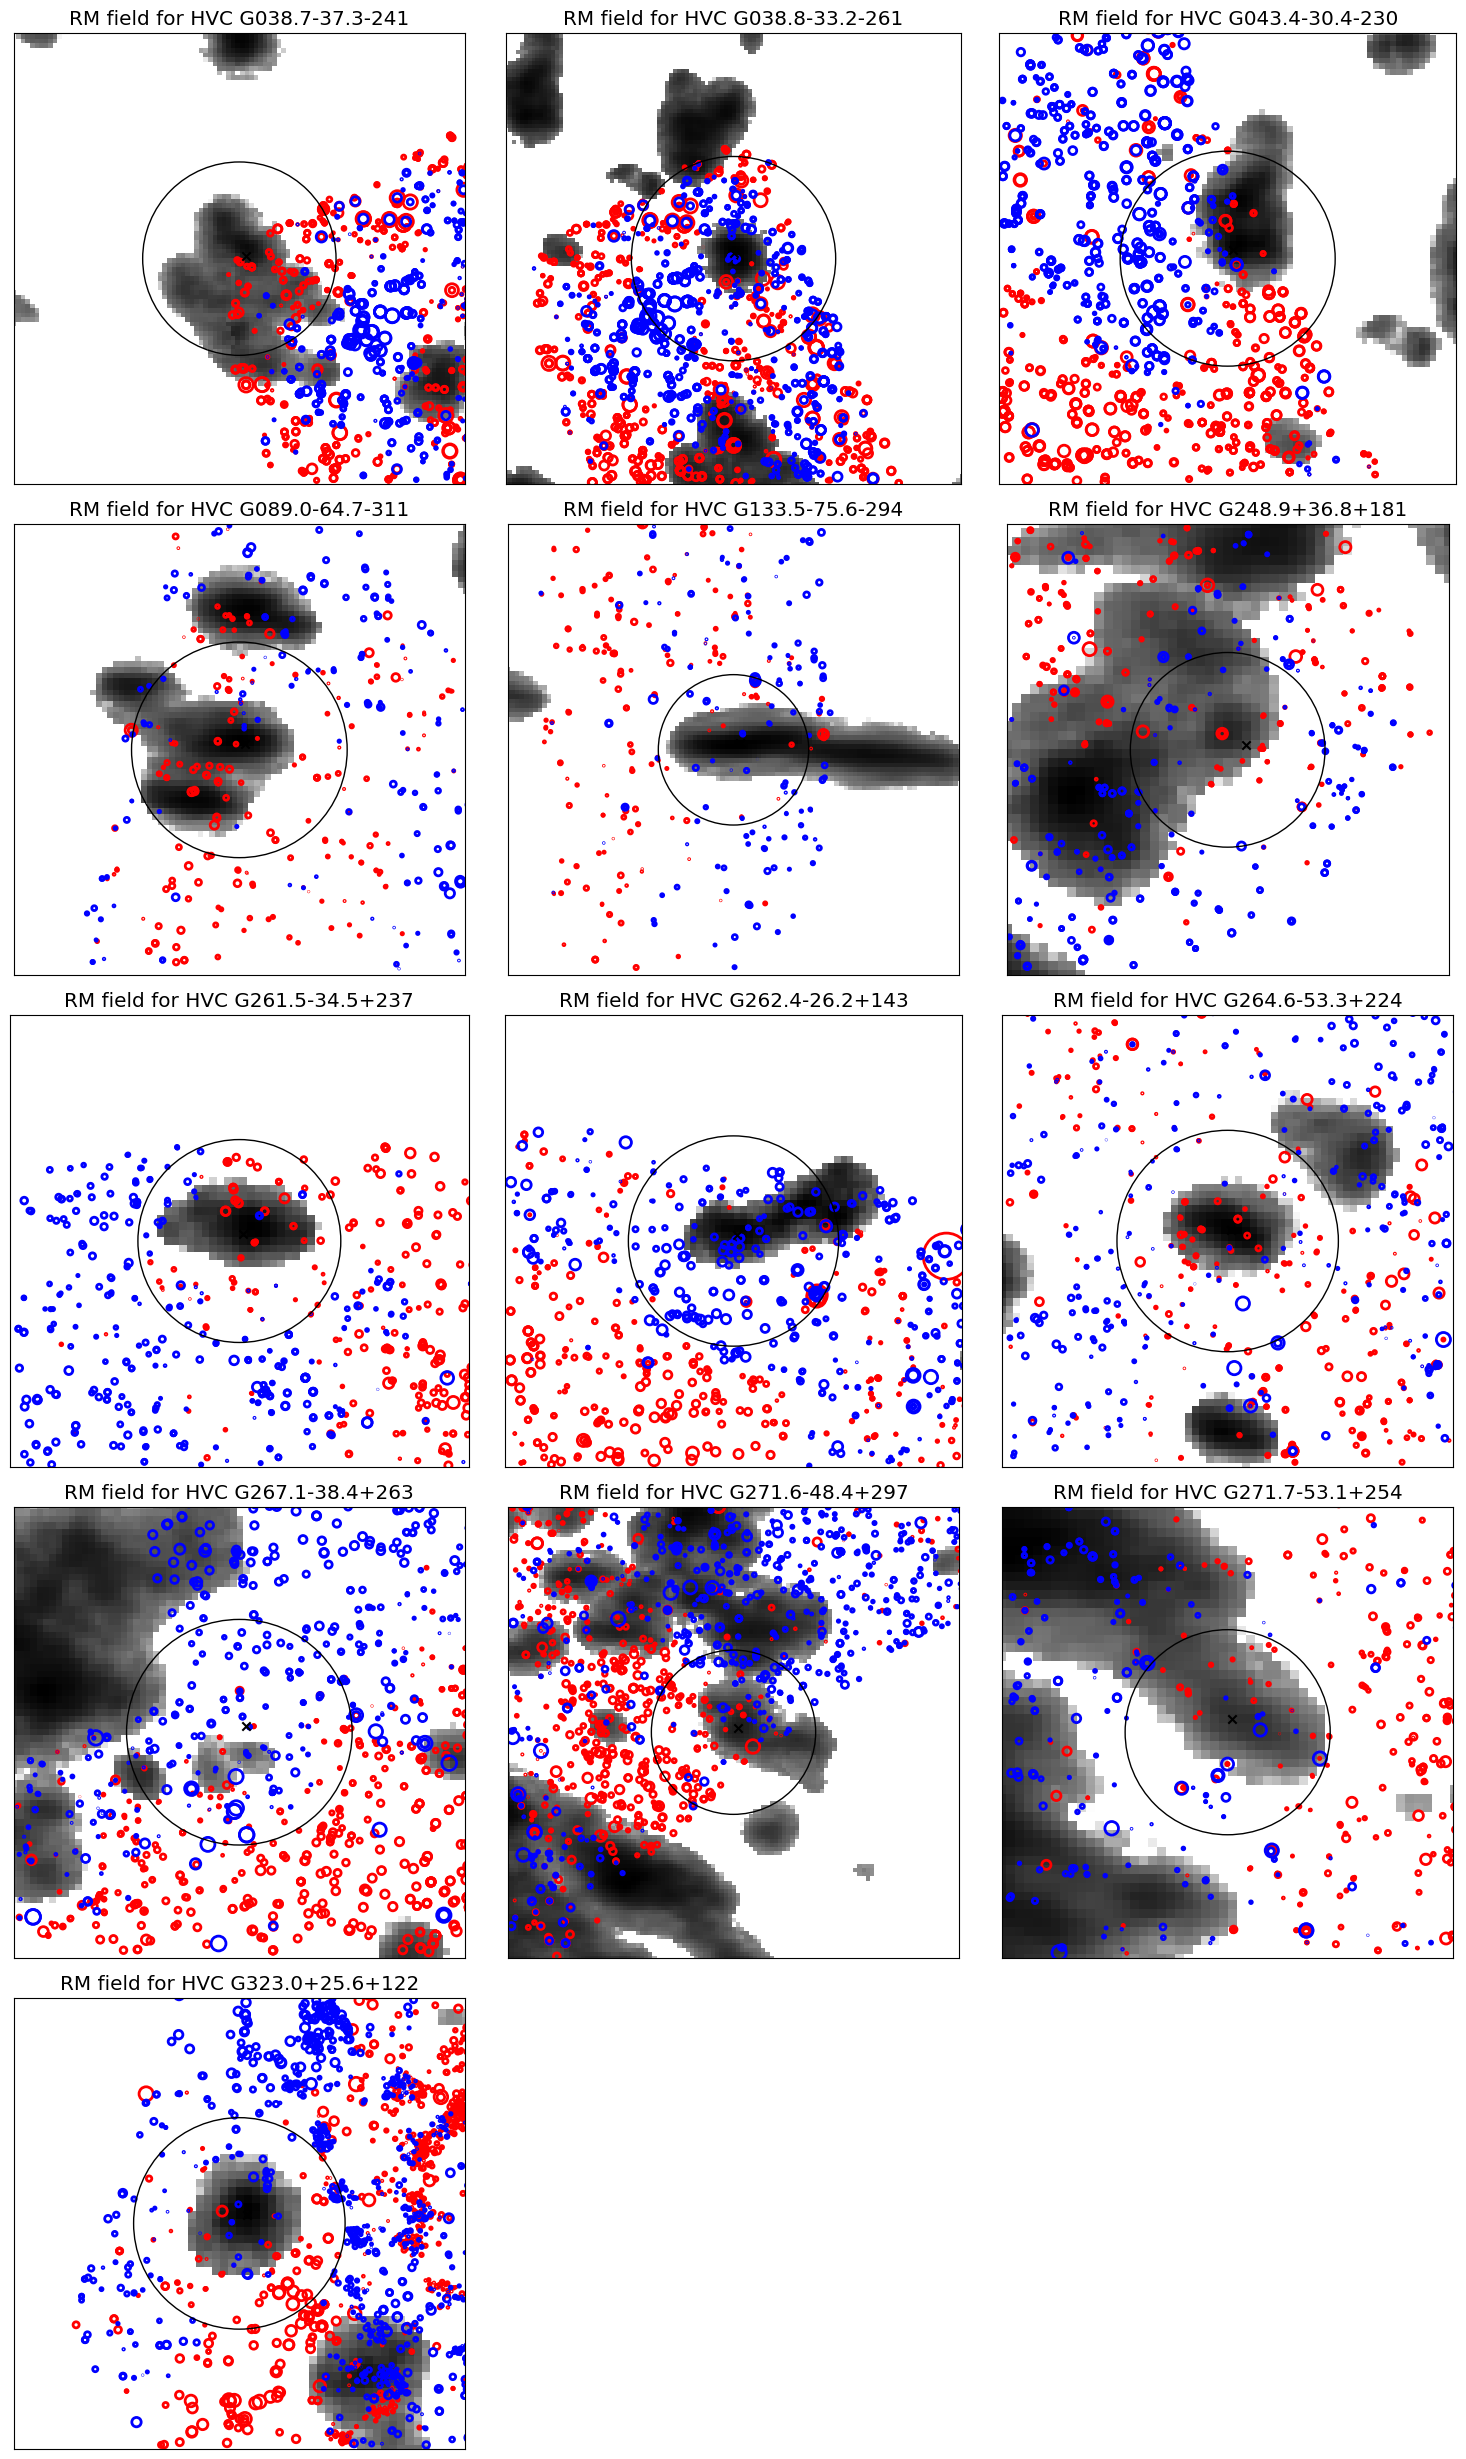 RM field for HVC G038.7-37.3-241
RM field for HVC G038.8-33.2-261
RM field for HVC G043.4-30.4-230
RM field for HVC G089.0-64.7-311
RM field for HVC G133.5-75.6-294
RM field for HVC G248.9+36.8+181
RM field for HVC G261.5-34.5+237
RM field for HVC G262.4-26.2+143
RM field for HVC G264.6-53.3+224
RM field for HVC G267.1-38.4+263
RM field for HVC G271.6-48.4+297
RM field for HVC G271.7-53.1+254
RM field for HVC G323.0+25.6+122